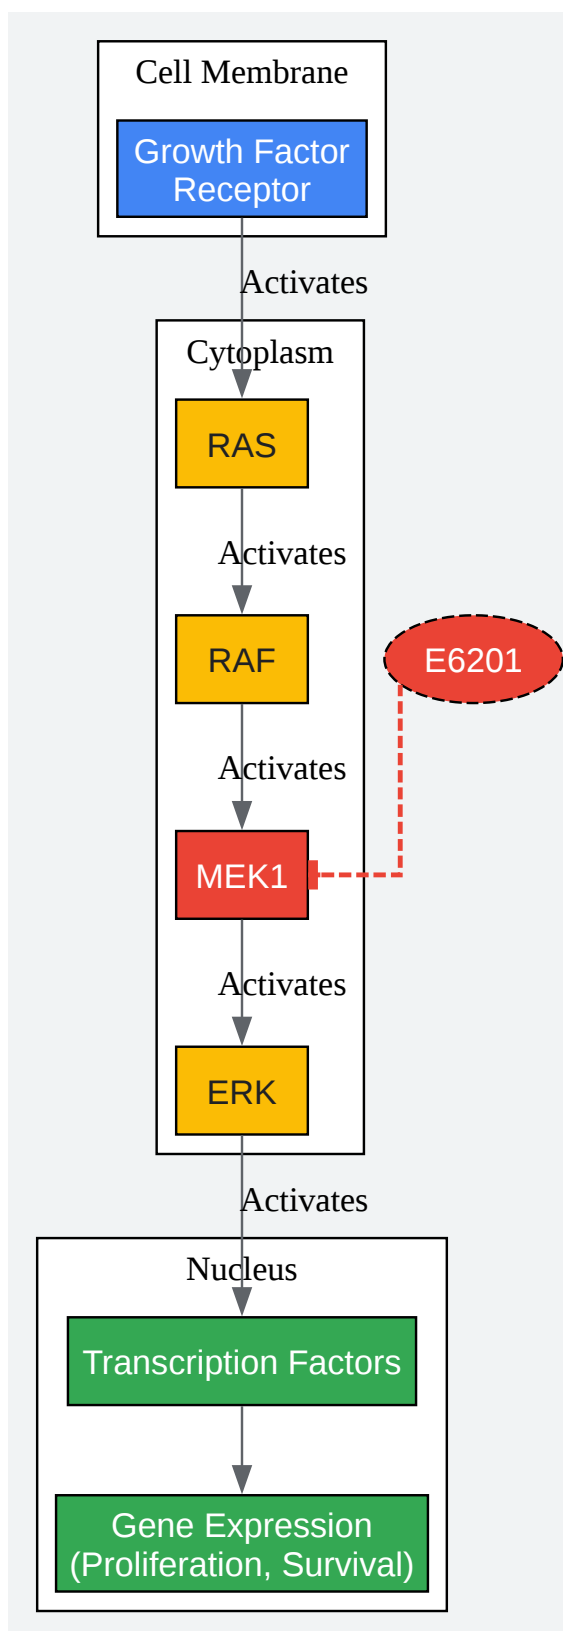 Cell Membrane
Growth Factor
Receptor
Activates
Cytoplasm
RAS
Activates
RAF
E6201
Activates
MEK1
Activates
ERK
Activates
Nucleus
Transcription Factors
Gene Expression
(Proliferation, Survival)